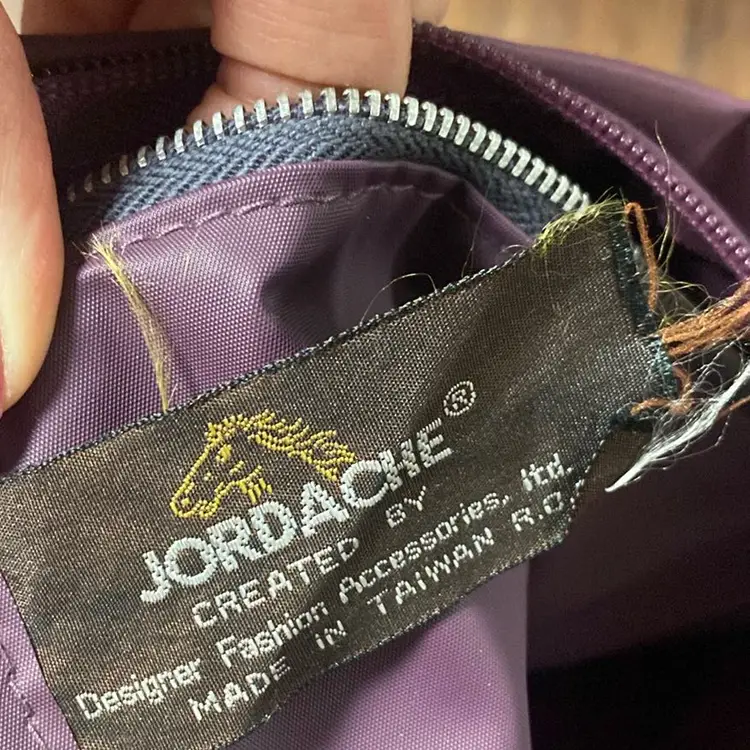 JORDACHE®
CREATED BY
Designer Fashion Accessories, ltd.
MADE IN TAIWAN R.O.